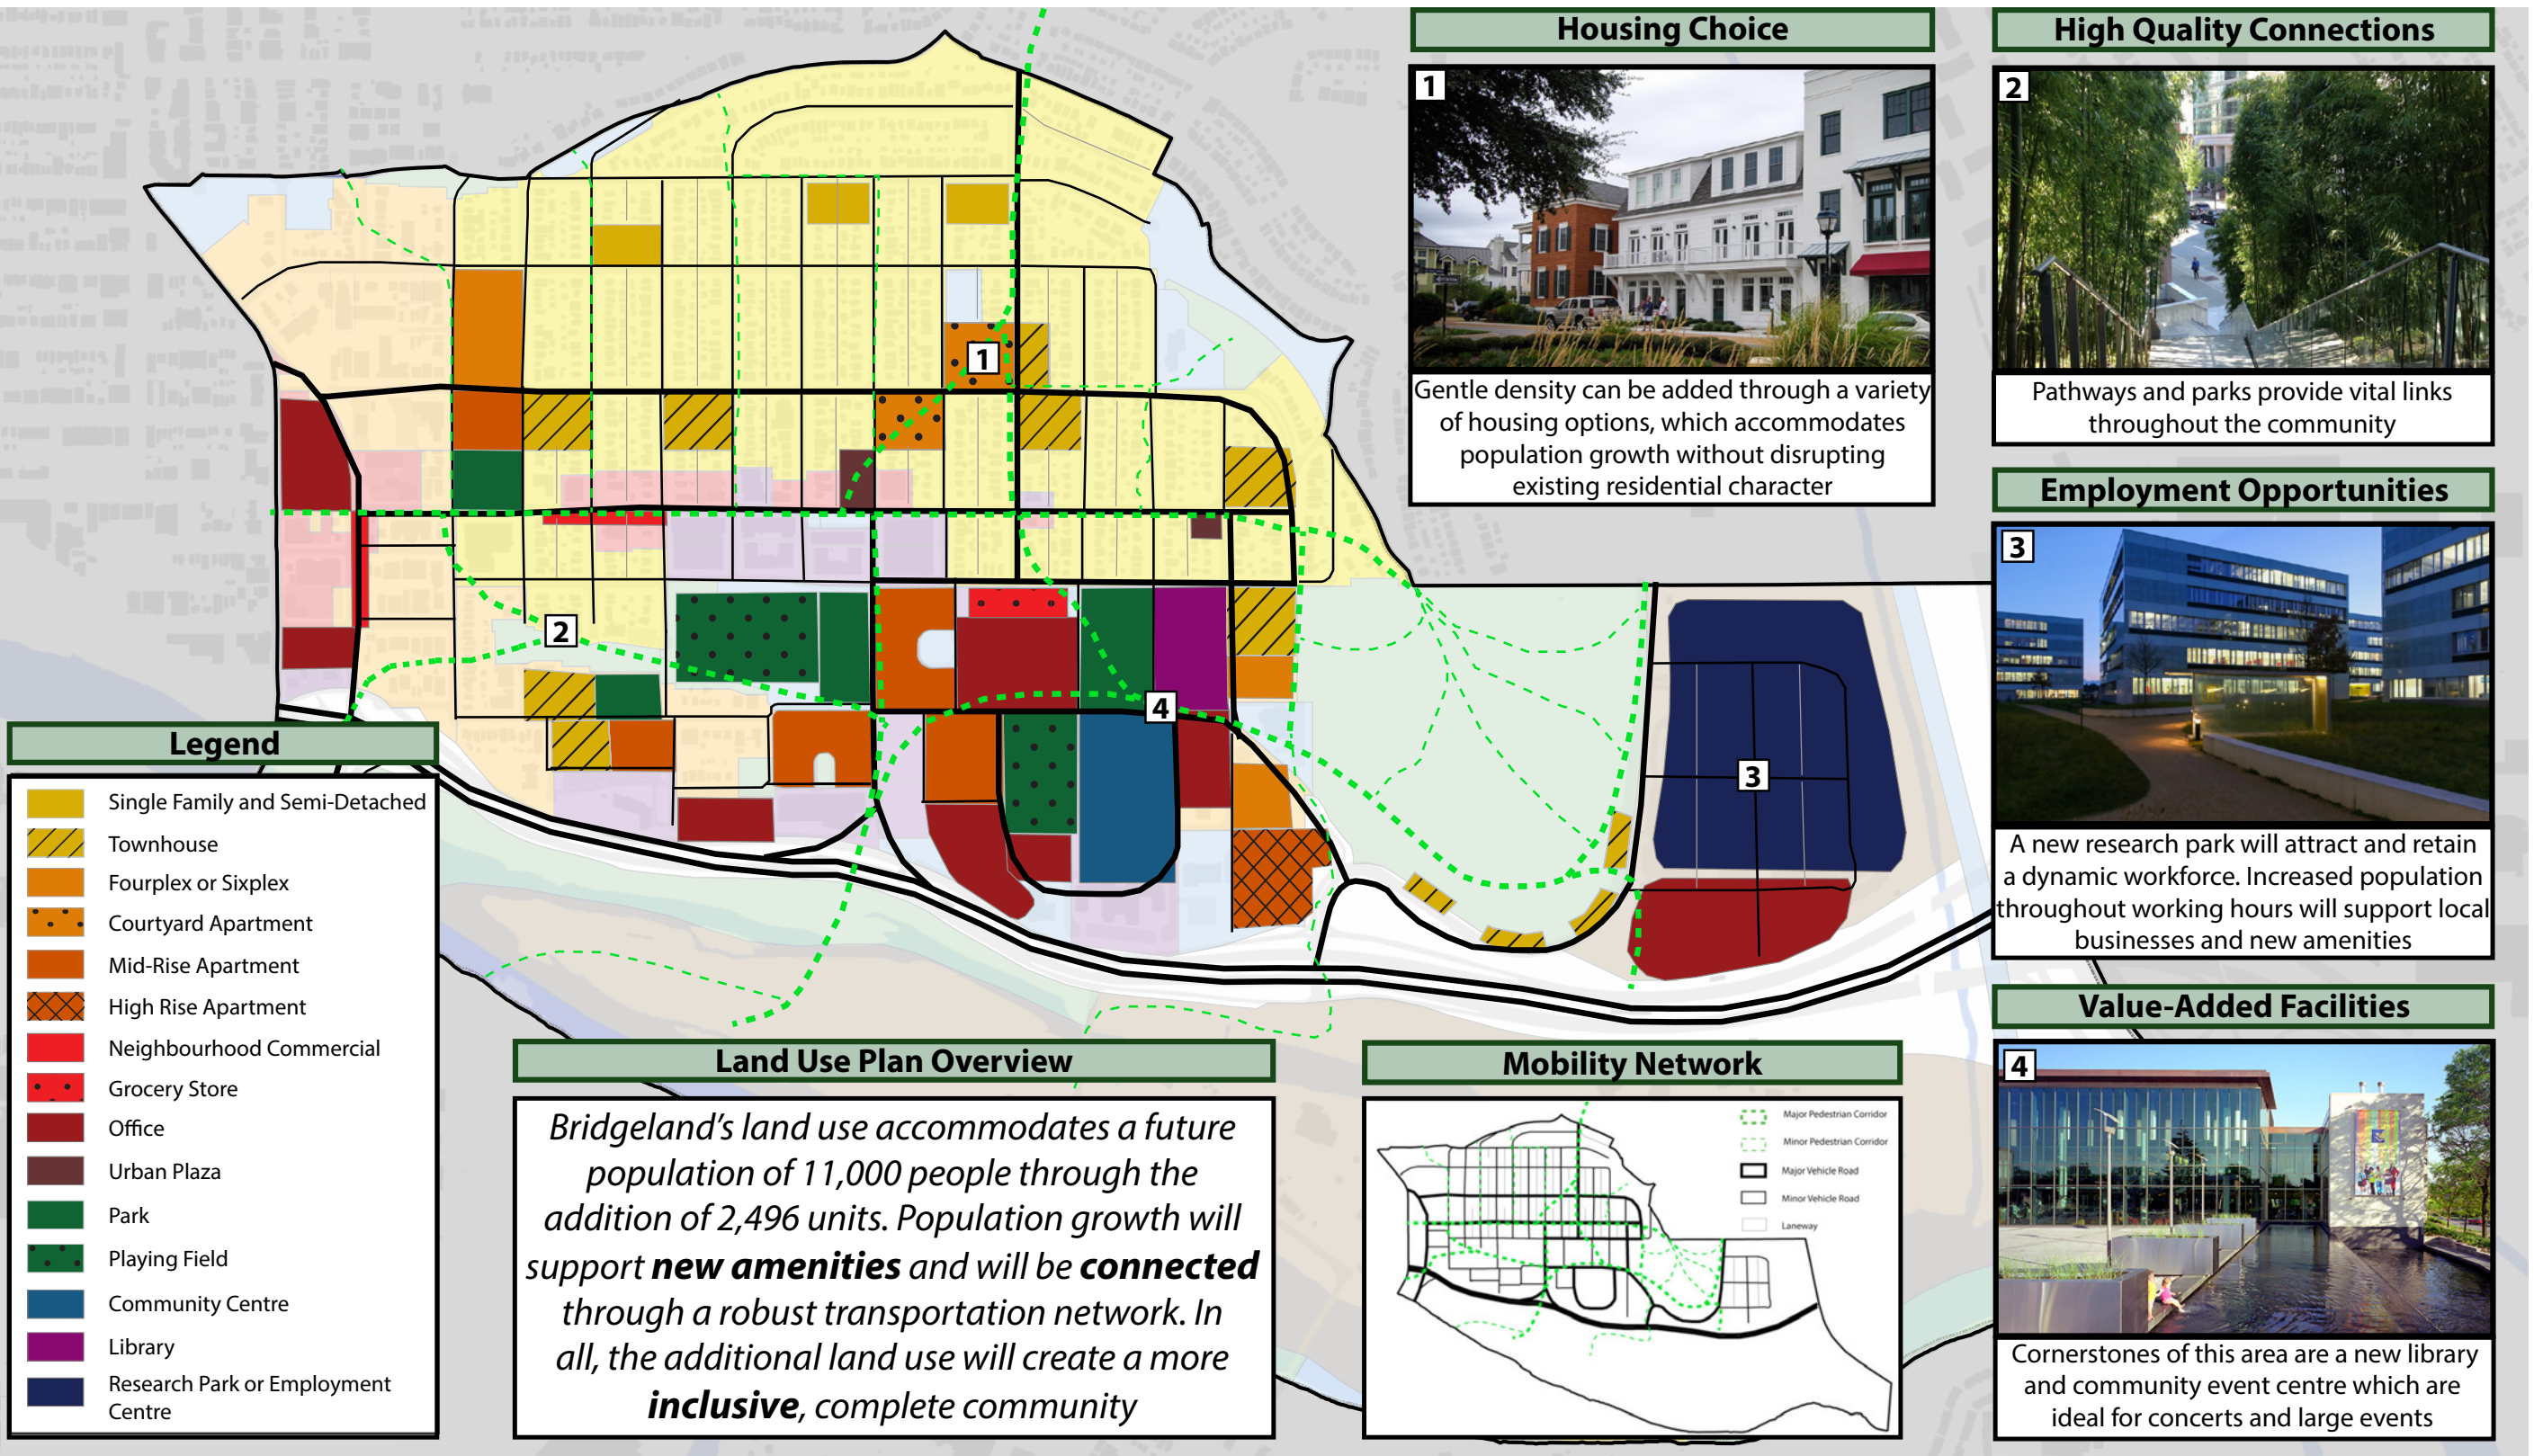 Housing Choice
1
Gentle density can be added through a variety
of housing options, which accommodates
population growth without disrupting
existing residential character
High Quality Connections
2
Pathways and parks provide vital links
throughout the community
Employment Opportunities
3
A new research park will attract and retain
a dynamic workforce. Increased population
throughout working hours will support local
businesses and new amenities
Value-Added Facilities
4
Cornerstones of this area are a new library
and community event centre which are
ideal for concerts and large events
1
2
4
3
Legend
Single Family and Semi-Detached
Townhouse
Fourplex or Sixplex
Courtyard Apartment
Mid-Rise Apartment
High Rise Apartment
Neighbourhood Commercial
Grocery Store
Office
Urban Plaza
Park
Playing Field
Community Centre
Library
Research Park or Employment
Centre
Land Use Plan Overview
Bridgeland's land use accommodates a future
population of 11,000 people through the
addition of 2,496 units. Population growth will
support new amenities and will be connected
through a robust transportation network. In
all, the additional land use will create a more
inclusive, complete community
Mobility Network
Major Pedestrian Corridor
Minor Pedestrian Corridor
Major Vehicle Road
Minor Vehicle Road
Laneway